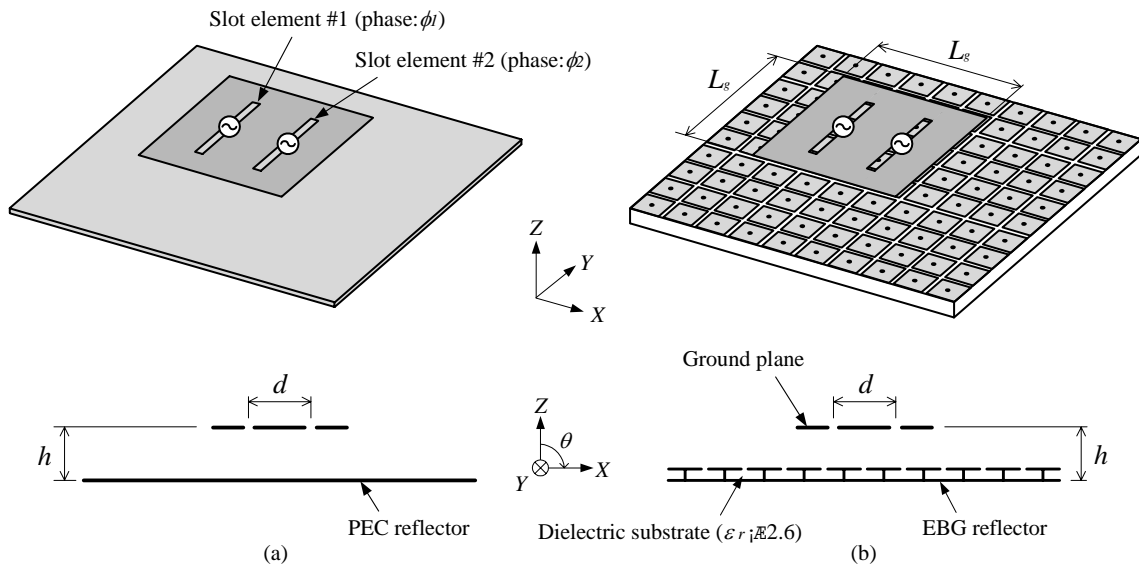 Slot element #1 (phase:ϕ1)
Slot element #2 (phase:ϕ2)
Lg
Lg
Z
Y
X
Ground plane
d
h
Z
θ
Y
X
d
h
PEC reflector
Dielectric substrate (εr¡Æ2.6)
EBG reflector
(a)
(b)